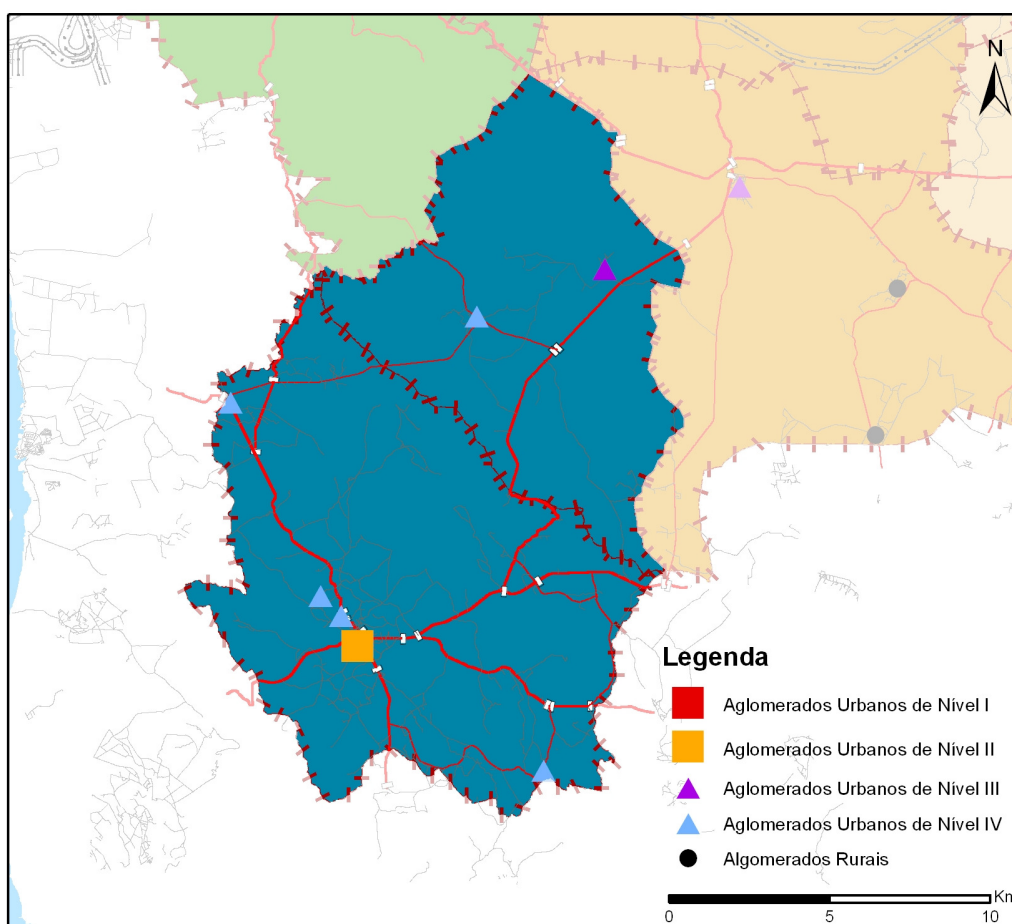 N
Legenda
Aglomerados Urbanos de Nível I
Aglomerados Urbanos de Nível II
Aglomerados Urbanos de Nível III
Aglomerados Urbanos de Nível IV
Algomerados Rurais
Km
0 10